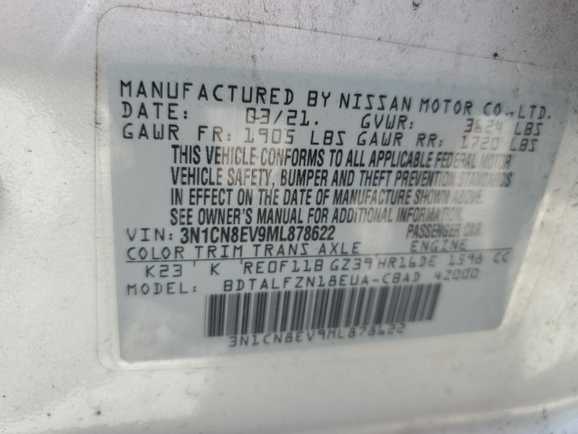 MANUFACTURED BY NISSAN MOTOR CO., LTD.
DATE: 03/21. GVWR: 3624 LBS
GAWR FR: 1905 LBS GAWR RR: 1720 LBS
THIS VEHICLE CONFORMS TO ALL APPLICABLE FEDERAL MOTOR
VEHICLE SAFETY, BUMPER AND THEFT PREVENTION STANDARDS
IN EFFECT ON THE DATE OF MANUFACTURE SHOWN ABOVE.
SEE OWNER'S MANUAL FOR ADDITIONAL INFORMATION
VIN: 3N1CN8EV9ML878622 PASSENGER CAR
COLOR TRIM TRANS AXLE ENGINE
K23 K RE0F11B GZ39 HR16DE 1598 CC
MODEL: BDTALFZN18EUA-CBAD 42000
3N1CN8EV9ML878622